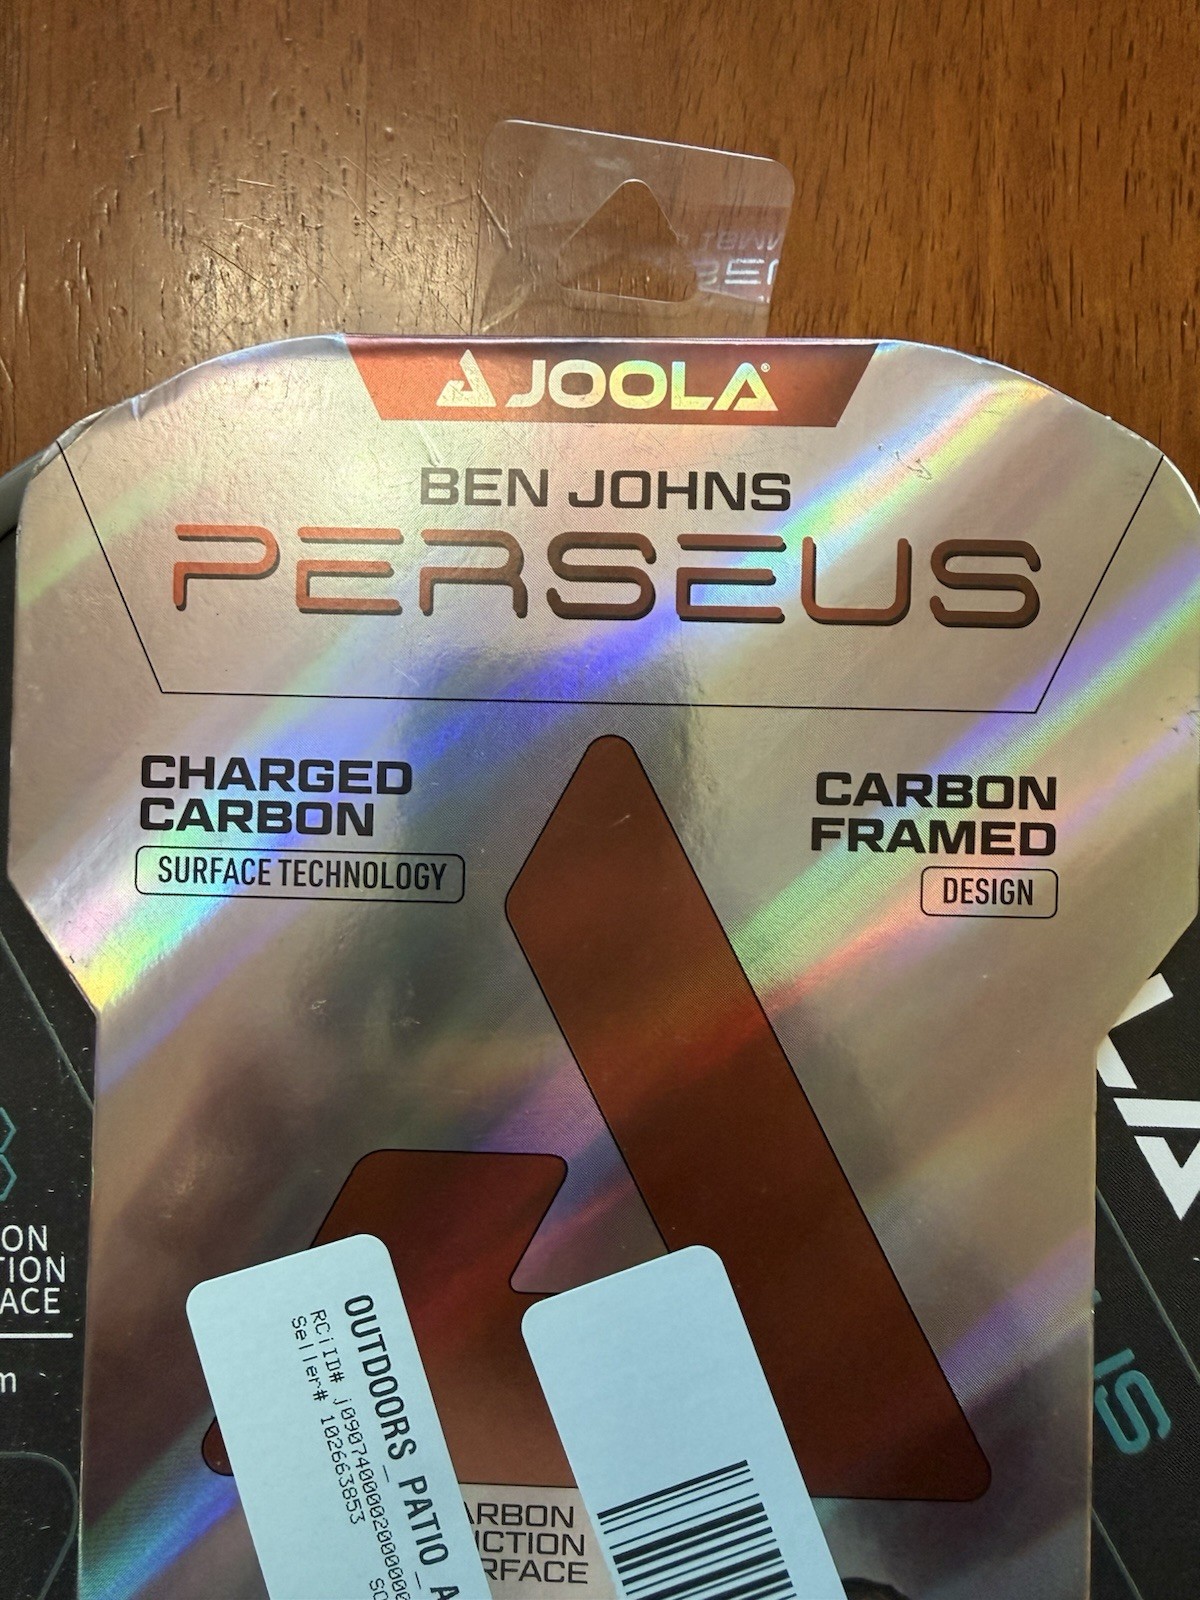 JOOLA®
BEN JOHNS
PERSEUS
CHARGED
CARBON
SURFACE TECHNOLOGY
CARBON
FRAMED
DESIGN
ON
TION
ACE
m
OUTDOORS_PATIO_A
Seller# 102663853
ARBON
ICTION
RFACE